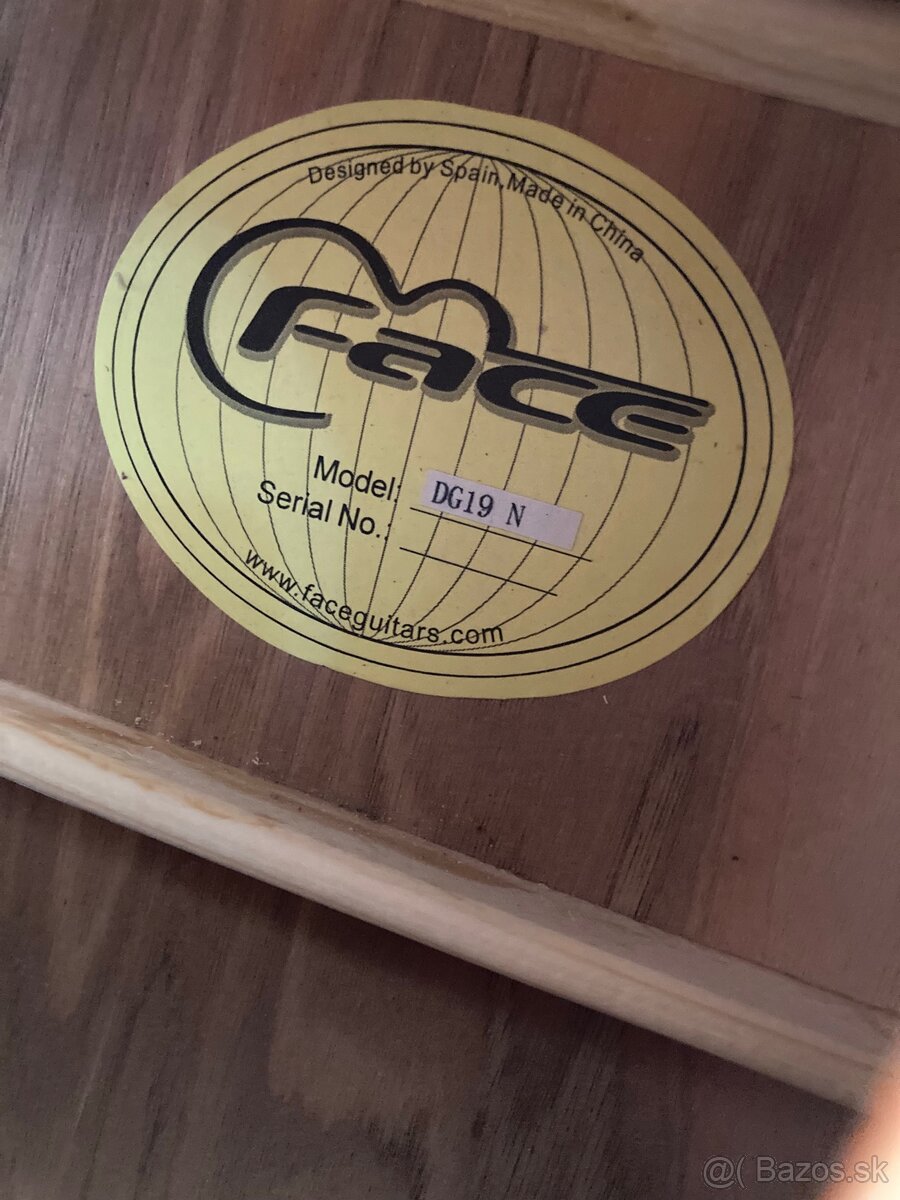 Designed by Spain,Made in China
Face
Model: DG19 N
Serial No.:
www.faceguitars.com
@( Bazos.sk